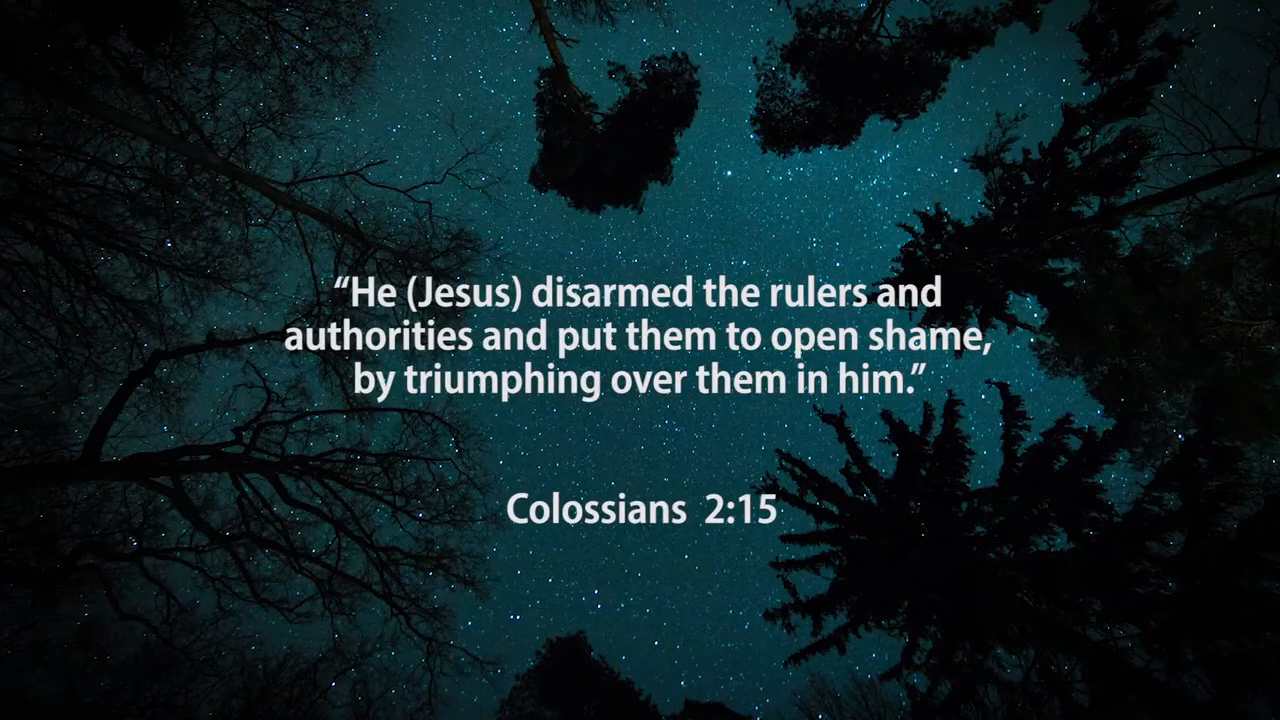 “He (Jesus) disarmed the rulers and
authorities and put them to open shame,
by triumphing over them in him.”
Colossians 2:15